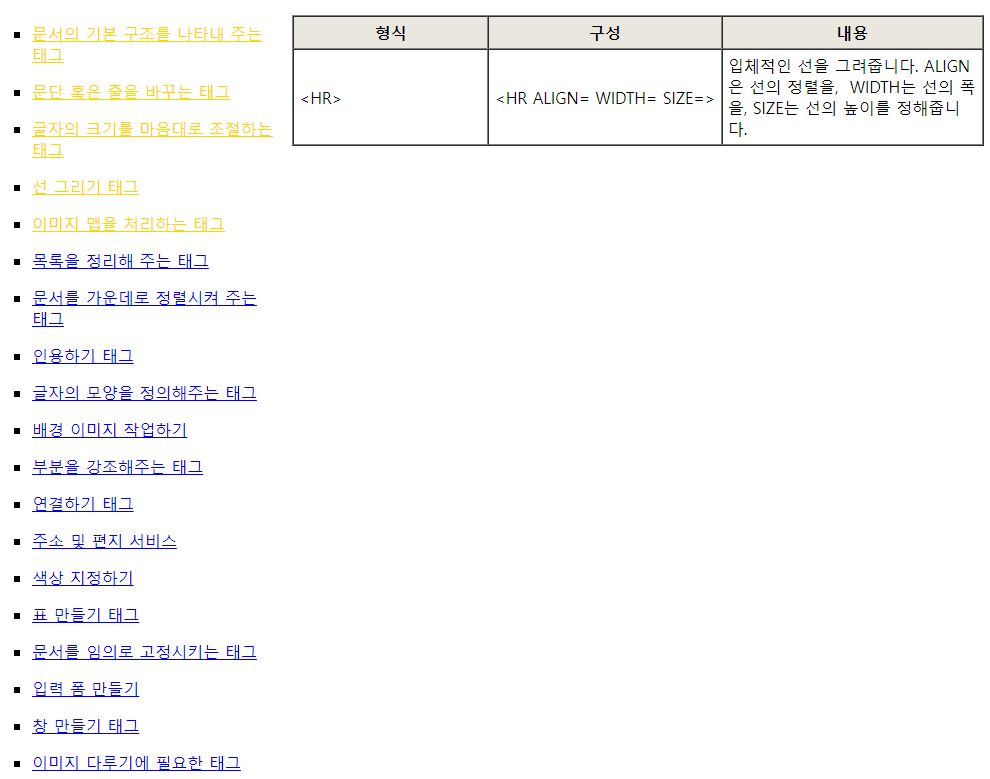 문서의 기본 구조를 나타내 주는
태그
문단 혹은 줄을 바꾸는 태그
글자의 크기를 마음대로 조절하는
태그
선 그리기 태그
이미지 맵을 처리하는 태그
목록을 정리해 주는 태그
문서를 가운데로 정렬시켜 주는
태그
인용하기 태그
글자의 모양을 정의해주는 태그
배경 이미지 작업하기
부분을 강조해주는 태그
연결하기 태그
주소 및 편지 서비스
색상 지정하기
표 만들기 태그
문서를 임의로 고정시키는 태그
입력 폼 만들기
창 만들기 태그
이미지 다루기에 필요한 태그
형식 구성 내용
<HR> <HR ALIGN= WIDTH= SIZE=>
입체적인 선을 그려줍니다. ALIGN
은 선의 정렬을, WIDTH는 선의 폭
을, SIZE는 선의 높이를 정해줍니
다.